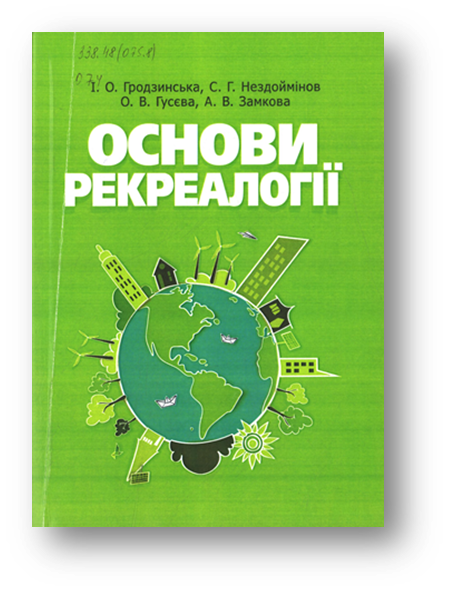 338.48(075.8)
О 74
І. О. Гродзинська, С. Г. Нездоймінов
О. В. Гусєва, А. В. Замкова
ОСНОВИ
РЕКРЕАЛОГІЇ